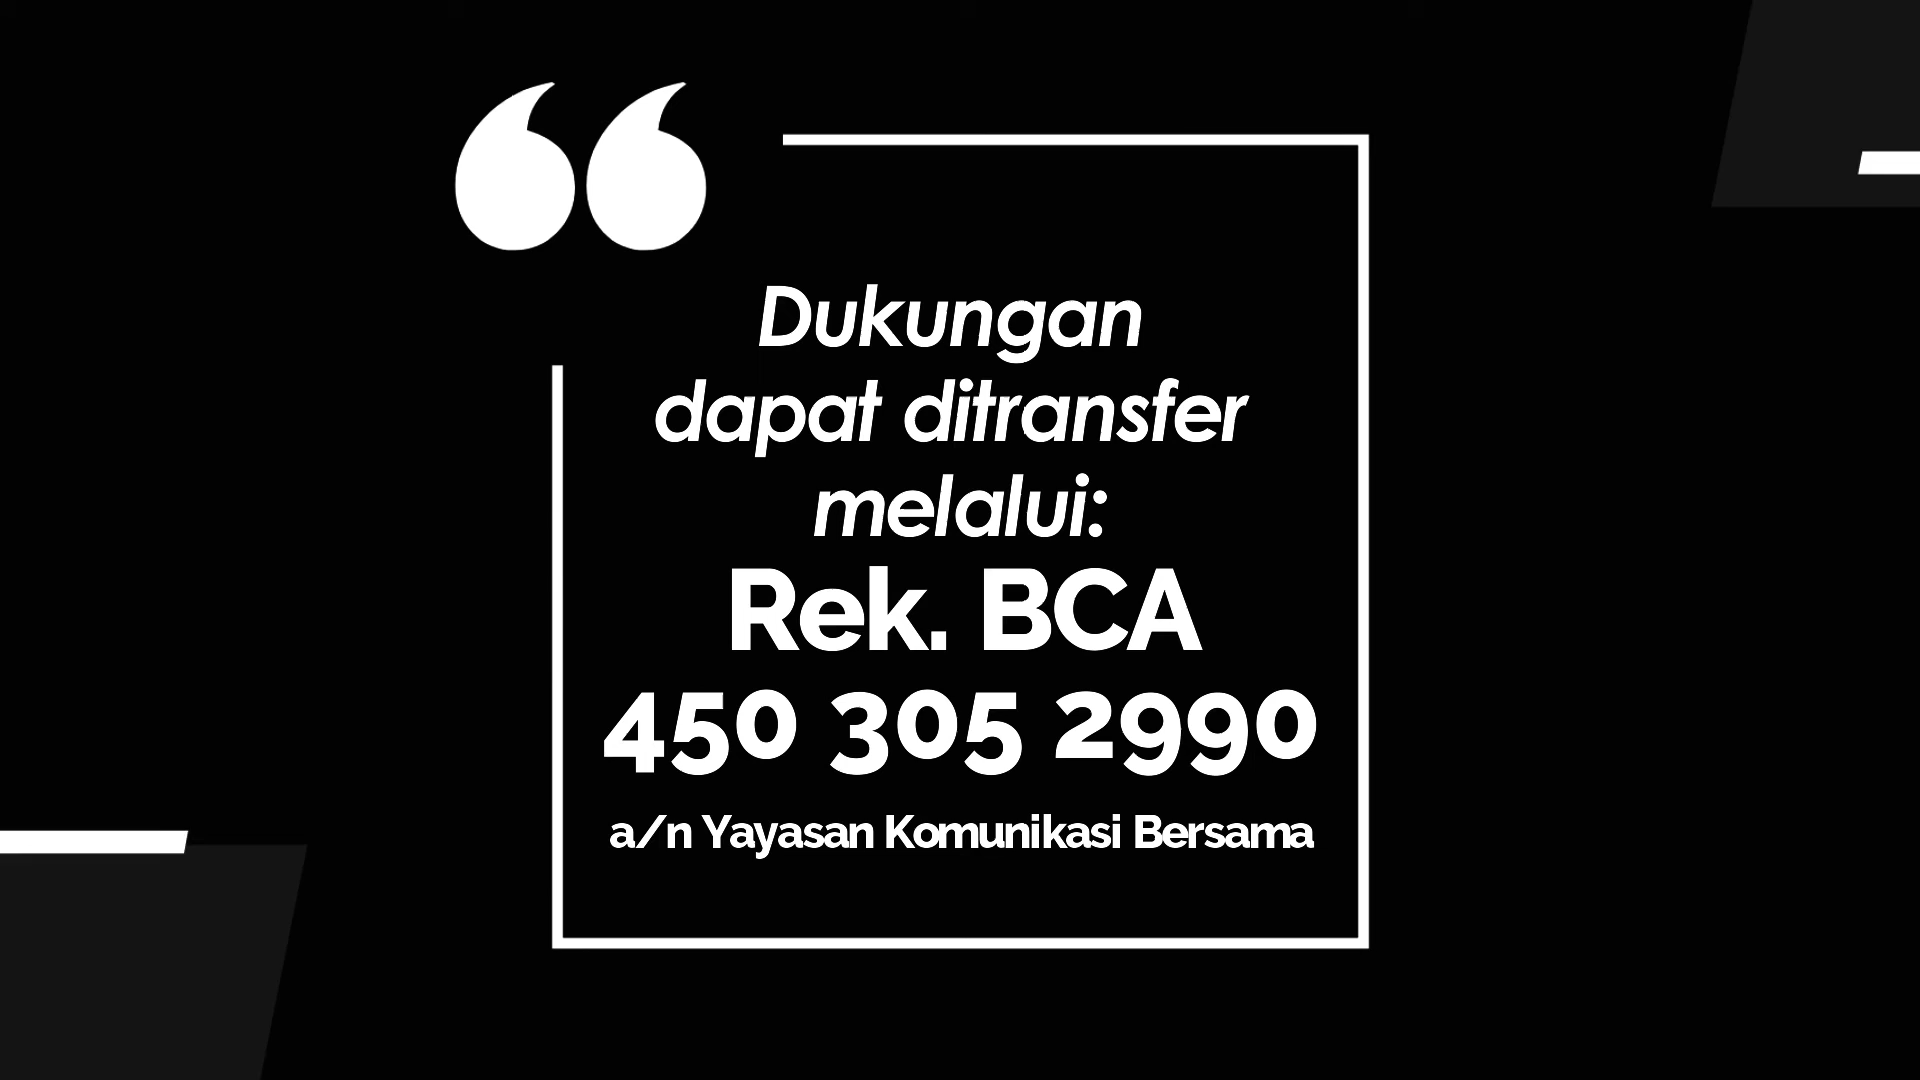 Dukungan
dapat ditransfer
melalui:
Rek. BCA
450 305 2990
a/n Yayasan Komunikasi Bersama